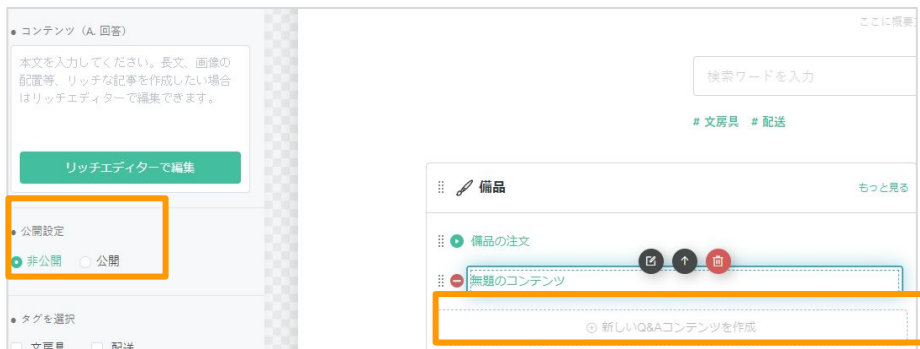 コンテンツ（A. 回答）
本文を入力してください。長文、画像の
配置等、リッチな記事を作成したい場合
はリッチエディターで編集できます。
リッチエディターで編集
公開設定
非公開 公開
タグを選択
文房具 配送
ここに概要
検索ワードを入力
# 文房具 # 配送
備品 もっと見る
備品の注文
無題のコンテンツ
新しいQ&Aコンテンツを作成